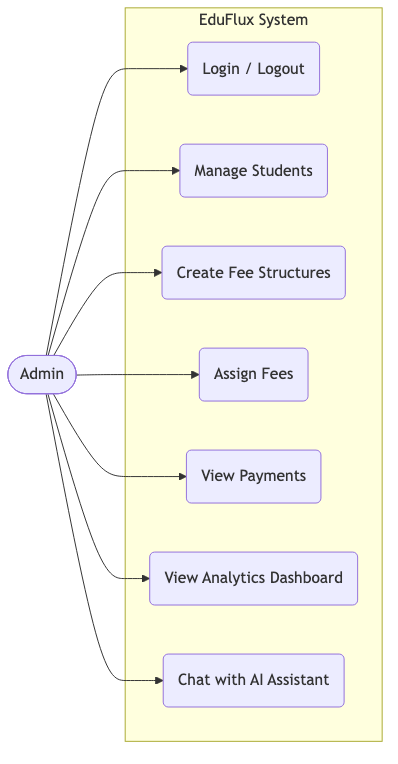 EduFlux System
Login / Logout
Manage Students
Create Fee Structures
Admin
Assign Fees
View Payments
View Analytics Dashboard
Chat with AI Assistant